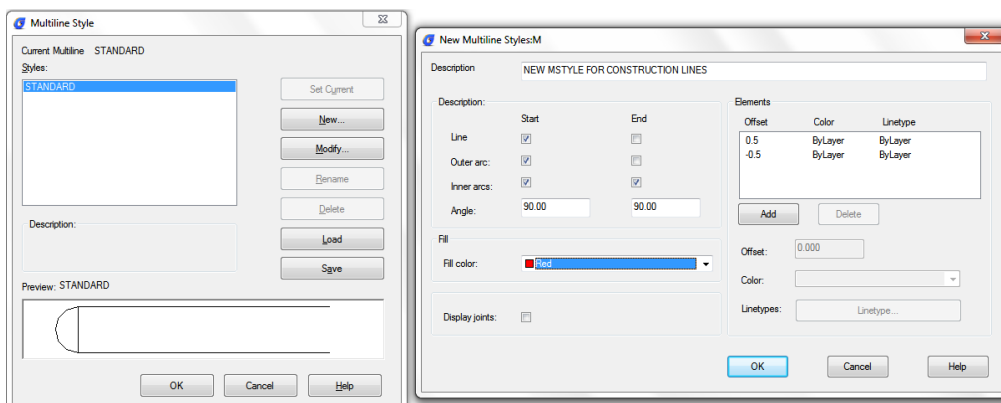 Multiline Style
Current Multiline STANDARD
Styles:
STANDARD
Set Current
New...
Modify...
Rename
Delete
Description:
Load
Save
Preview: STANDARD
OK Cancel Help
New Multiline Styles:M
Description NEW MSTYLE FOR CONSTRUCTION LINES
Description:
Start End
Line
Outer arc:
Inner arcs:
Angle: 90.00 90.00
Fill
Fill color: Red
Display joints:
Elements
Offset Color Linetype
0.5 ByLayer ByLayer
-0.5 ByLayer ByLayer
Add Delete
Offset: 0.000
Color:
Linetypes: Linetype...
OK Cancel Help